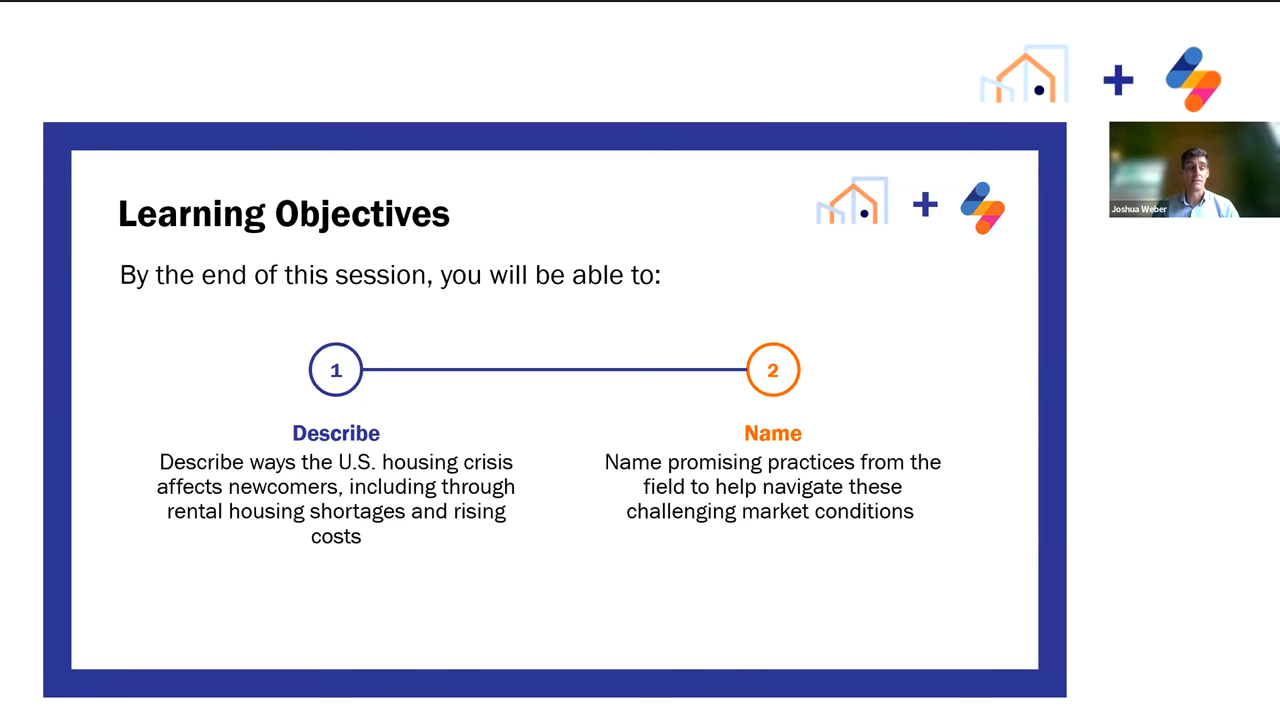 Learning Objectives
By the end of this session, you will be able to:
1
2
Describe
Describe ways the U.S. housing crisis
affects newcomers, including through
rental housing shortages and rising
costs
Name
Name promising practices from the
field to help navigate these
challenging market conditions
Joshua Weber